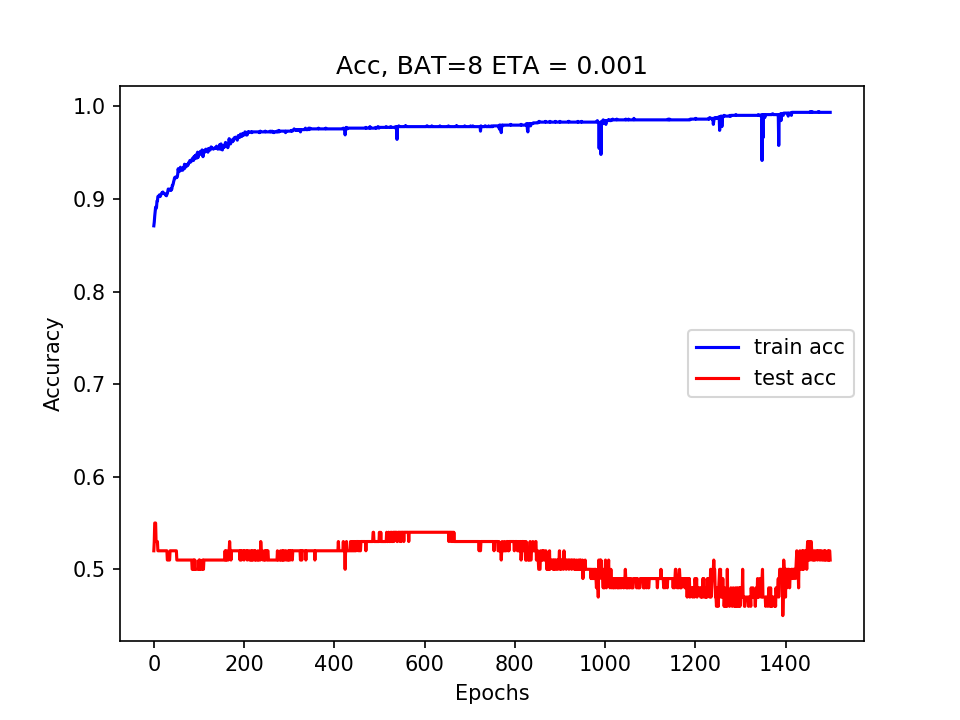 Acc, BAT=8 ETA = 0.001
1.0
0.9
0.8
0.7
0.6
0.5
Accuracy
train acc
test acc
0 200 400 600 800 1000 1200 1400
Epochs